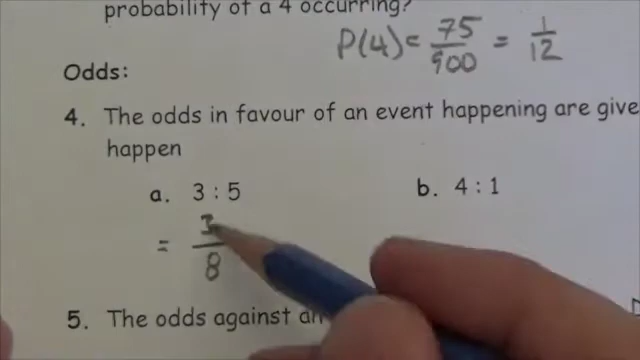 probability of a 4 occurring?
P(4) = 75/900 = 1/12
Odds:
4. The odds in favour of an event happening are give
happen
a. 3 : 5
b. 4 : 1
= 3/8
5. The odds against an